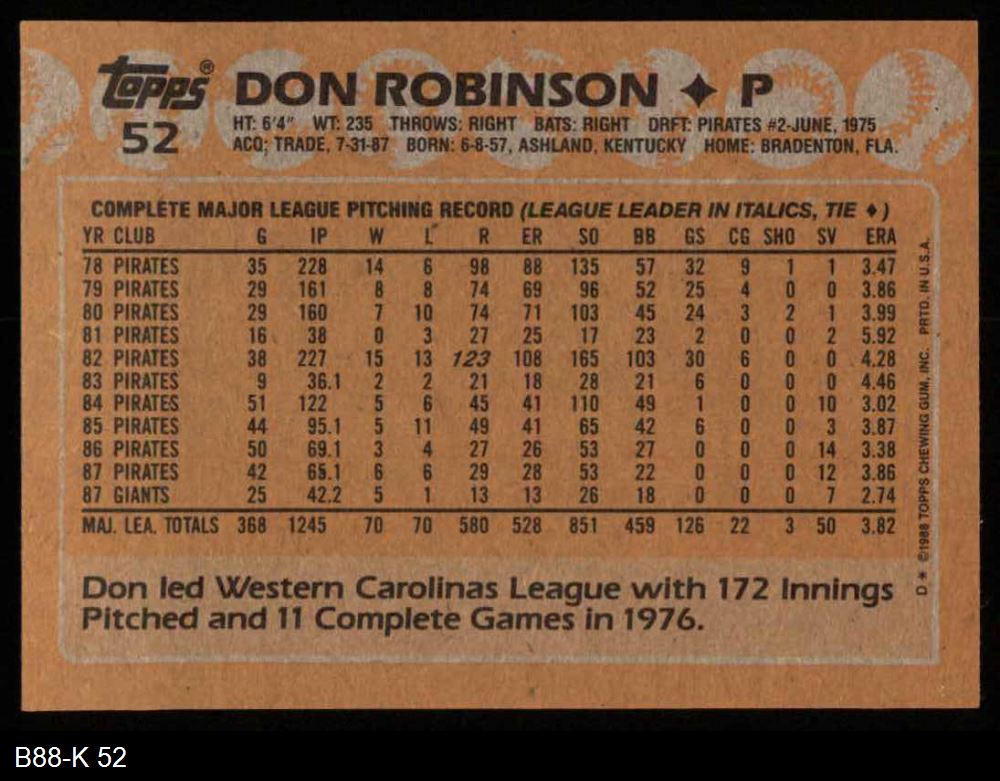 Topps® DON ROBINSON ✦ P
52 HT: 6'4" WT: 235 THROWS: RIGHT BATS: RIGHT DRFT: PIRATES #2-JUNE, 1975
ACQ: TRADE, 7-31-87 BORN: 6-8-57, ASHLAND, KENTUCKY HOME: BRADENTON, FLA.
COMPLETE MAJOR LEAGUE PITCHING RECORD (LEAGUE LEADER IN ITALICS, TIE ♦)
YR CLUB G IP W L R ER SO BB GS CG SHO SV ERA
78 PIRATES 35 228 14 6 98 88 135 57 32 9 1 1 3.47
79 PIRATES 29 161 8 8 74 69 96 52 25 4 0 0 3.86
80 PIRATES 29 160 7 10 74 71 103 45 24 3 2 1 3.99
81 PIRATES 16 38 0 3 27 25 17 23 2 0 0 2 5.92
82 PIRATES 38 227 15 13 123 108 165 103 30 6 0 0 4.28
83 PIRATES 9 36.1 2 2 21 18 28 21 6 0 0 0 4.46
84 PIRATES 51 122 5 6 45 41 110 49 1 0 0 10 3.02
85 PIRATES 44 95.1 5 11 49 41 65 42 6 0 0 3 3.87
86 PIRATES 50 69.1 3 4 27 26 53 27 0 0 0 14 3.38
87 PIRATES 42 65.1 6 6 29 28 53 22 0 0 0 12 3.86
87 GIANTS 25 42.2 5 1 13 13 26 18 0 0 0 7 2.74
MAJ. LEA. TOTALS 368 1245 70 70 580 528 851 459 126 22 3 50 3.82
Don led Western Carolinas League with 172 Innings
Pitched and 11 Complete Games in 1976.
D* ©1988 TOPPS CHEWING GUM, INC. PRTD. IN U.S.A.
B88-K 52